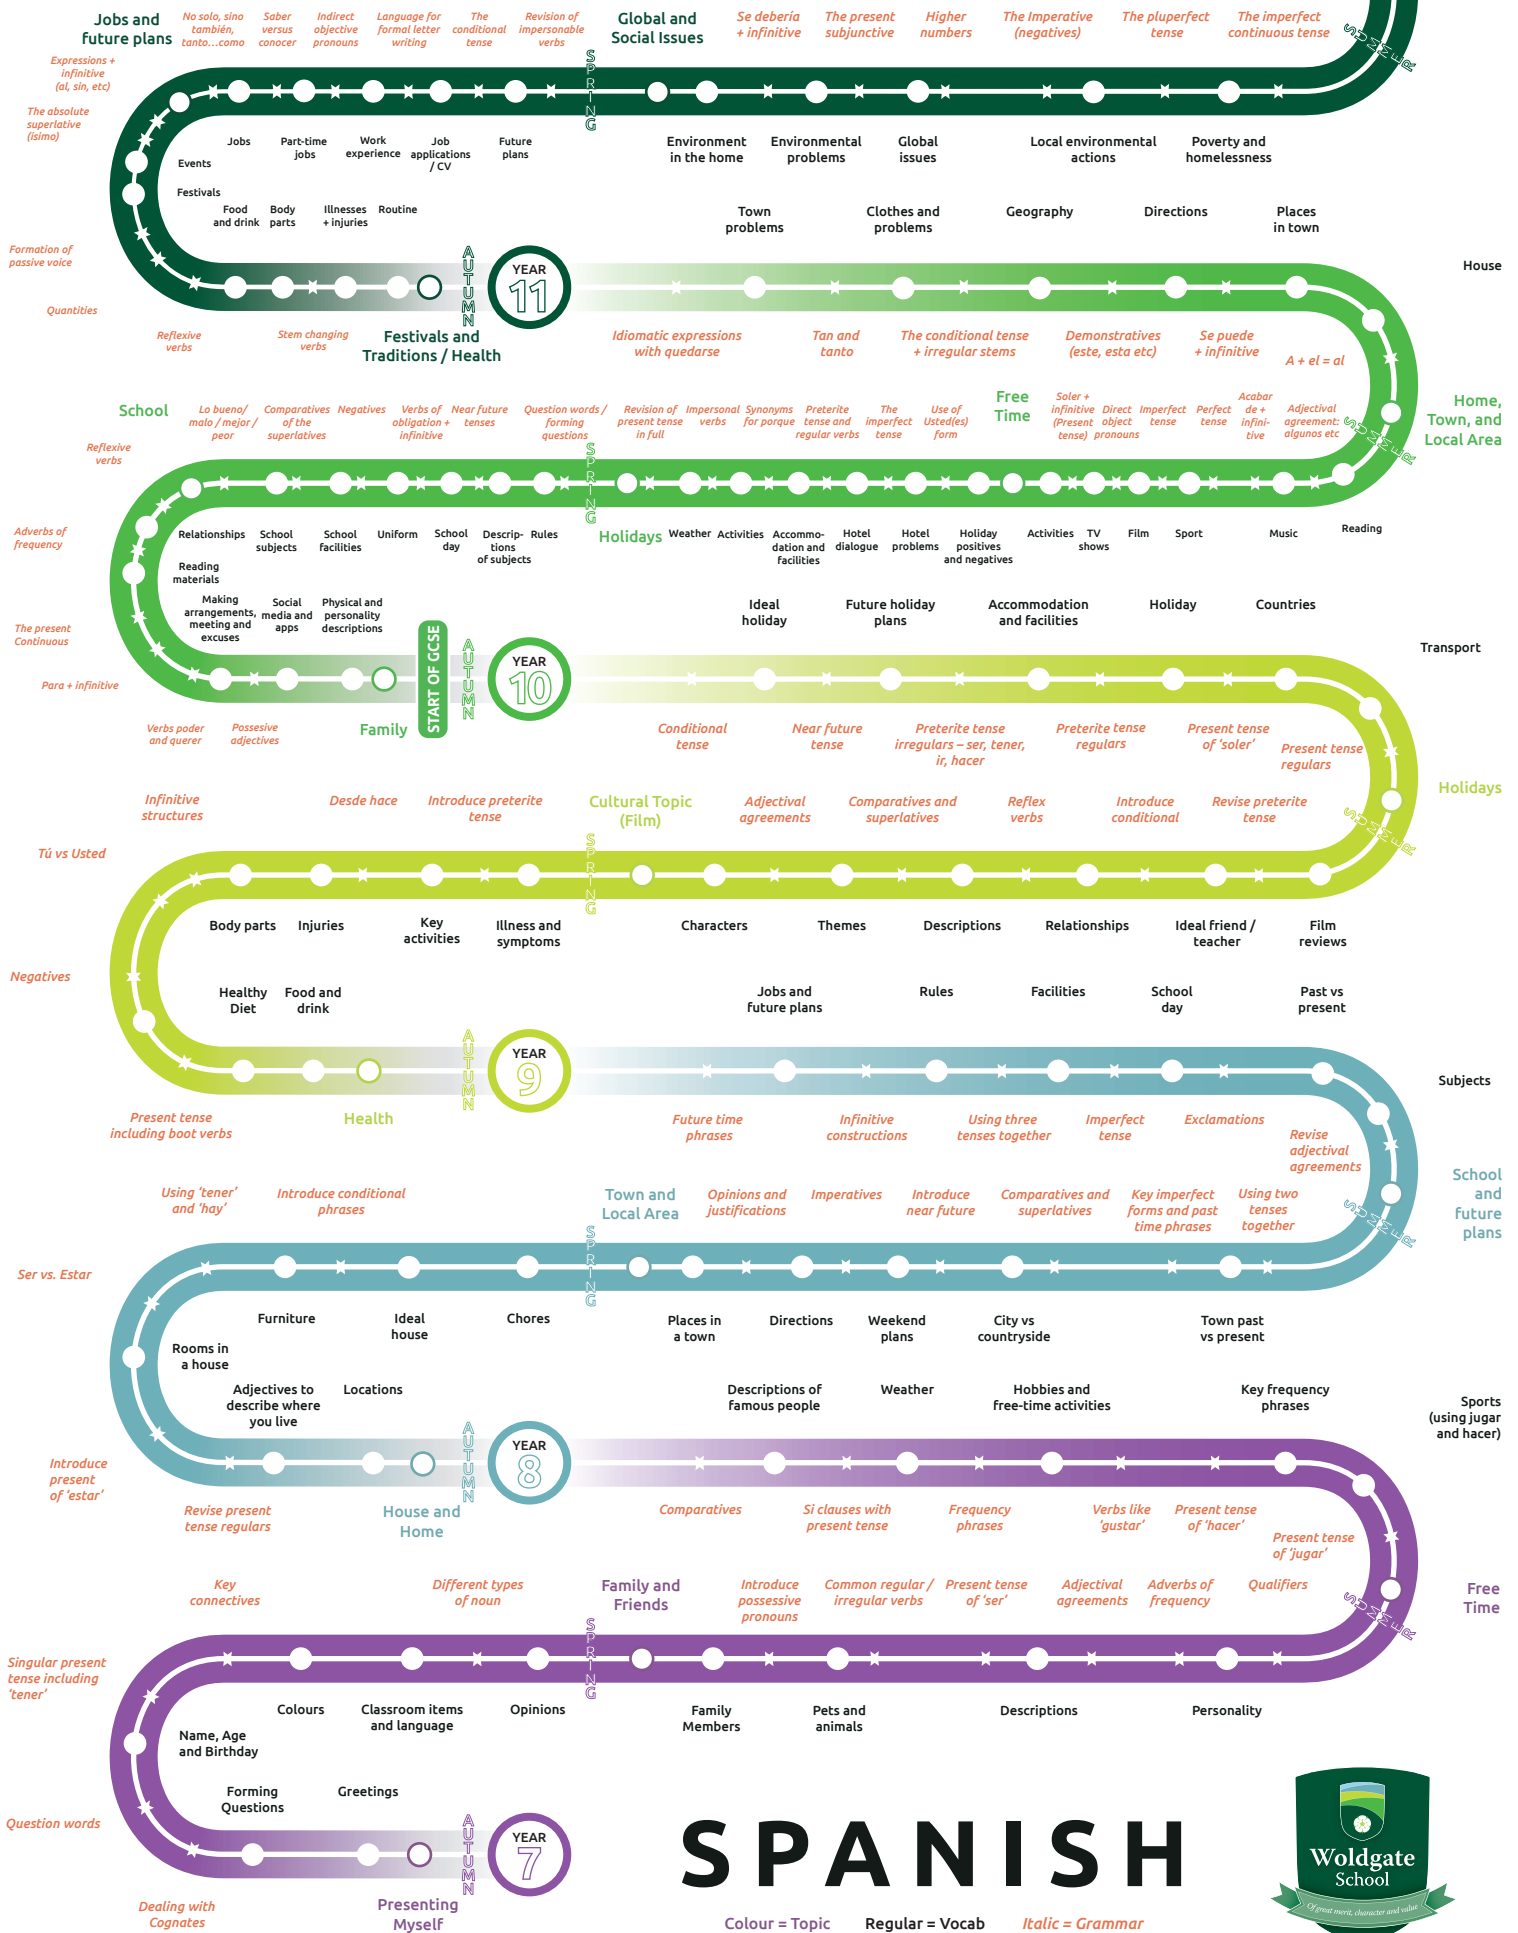 Jobs and
future plans
No solo, sino
también,
tanto...como
Saber
versus
conocer
Indirect
objective
pronouns
Language for
formal letter
writing
The
conditional
tense
Revision of
impersonable
verbs
Global and
Social Issues
Se debería
+ infinitive
The present
subjunctive
Higher
numbers
The Imperative
(negatives)
The pluperfect
tense
The imperfect
continuous tense
SUMMER
Expressions +
infinitive
(al, sin, etc)
The absolute
superlative
(ísimo)
SPRING
Events
Jobs
Part-time
jobs
Work
experience
Job
applications
/ CV
Future
plans
Environment
in the home
Environmental
problems
Global
issues
Local environmental
actions
Poverty and
homelessness
Festivals
Food
and drink
Body
parts
Illnesses
+ injuries
Routine
Town
problems
Clothes and
problems
Geography
Directions
Places
in town
House
Formation of
passive voice
Quantities
AUTUMN
YEAR
11
Reflexive
verbs
Stem changing
verbs
Festivals and
Traditions / Health
Idiomatic expressions
with quedarse
Tan and
tanto
The conditional tense
+ irregular stems
Demonstratives
(este, esta etc)
Se puede
+ infinitive
A + el = al
School
Lo bueno/
malo / mejor /
peor
Comparatives
of the
superlatives
Negatives
Verbs of
obligation +
infinitive
Near future
tenses
Question words /
forming
questions
Revision of
present tense
in full
Impersonal
verbs
Synonyms
for porque
Preterite
tense and
regular verbs
The
imperfect
tense
Use of
Usted(es)
form
Free
Time
Soler +
infinitive
(Present
tense)
Direct
object
pronouns
Imperfect
tense
Perfect
tense
Acabar
de +
infini-
tive
Adjectival
agreement:
algunos etc
Home,
Town, and
Local Area
SUMMER
Reflexive
verbs
Adverbs of
frequency
SPRING
Relationships
School
subjects
School
facilities
Uniform
School
day
Descrip-
tions
of subjects
Rules
Holidays
Weather
Activities
Accommo-
dation and
facilities
Hotel
dialogue
Hotel
problems
Holiday
positives
and negatives
Activities
TV
shows
Film
Sport
Music
Reading
Reading
materials
Making
arrangements,
meeting and
excuses
Social
media and
apps
Physical and
personality
descriptions
START OF GCSE
AUTUMN
YEAR
10
Ideal
holiday
Future holiday
plans
Accommodation
and facilities
Holiday
Countries
Transport
The present
Continuous
Para + infinitive
Verbs poder
and querer
Possesive
adjectives
Family
Conditional
tense
Near future
tense
Preterite tense
irregulars – ser, tener,
ir, hacer
Preterite tense
regulars
Present tense
of ‘soler’
Present tense
regulars
Holidays
SUMMER
Infinitive
structures
Desde hace
Introduce preterite
tense
Cultural Topic
(Film)
Adjectival
agreements
Comparatives and
superlatives
Reflex
verbs
Introduce
conditional
Revise preterite
tense
Tú vs Usted
SPRING
Body parts
Injuries
Key
activities
Illness and
symptoms
Characters
Themes
Descriptions
Relationships
Ideal friend /
teacher
Film
reviews
Negatives
Healthy
Diet
Food and
drink
Jobs and
future plans
Rules
Facilities
School
day
Past vs
present
Subjects
AUTUMN
YEAR
9
Present tense
including boot verbs
Health
Future time
phrases
Infinitive
constructions
Using three
tenses together
Imperfect
tense
Exclamations
Revise
adjectival
agreements
School
and
future
plans
SUMMER
Using ‘tener’
and ‘hay’
Introduce conditional
phrases
Town and
Local Area
Opinions and
justifications
Imperatives
Introduce
near future
Comparatives and
superlatives
Key imperfect
forms and past
time phrases
Using two
tenses
together
Ser vs. Estar
SPRING
Furniture
Ideal
house
Chores
Places in
a town
Directions
Weekend
plans
City vs
countryside
Town past
vs present
Rooms in
a house
Adjectives to
describe where
you live
Locations
Descriptions of
famous people
Weather
Hobbies and
free-time activities
Key frequency
phrases
Sports
(using jugar
and hacer)
AUTUMN
YEAR
8
Introduce
present
of ‘estar’
Revise present
tense regulars
House and
Home
Comparatives
Si clauses with
present tense
Frequency
phrases
Verbs like
‘gustar’
Present tense
of ‘hacer’
Present tense
of ‘jugar’
Key
connectives
Different types
of noun
Family and
Friends
Introduce
possessive
pronouns
Common regular /
irregular verbs
Present tense
of ‘ser’
Adjectival
agreements
Adverbs of
frequency
Qualifiers
Free
Time
SUMMER
Singular present
tense including
‘tener’
SPRING
Colours
Classroom items
and language
Opinions
Family
Members
Pets and
animals
Descriptions
Personality
Name, Age
and Birthday
Forming
Questions
Greetings
Question words
AUTUMN
YEAR
7
Dealing with
Cognates
Presenting
Myself
SPANISH
Colour = Topic
Regular = Vocab
Italic = Grammar
Woldgate
School
Of great merit, character and value